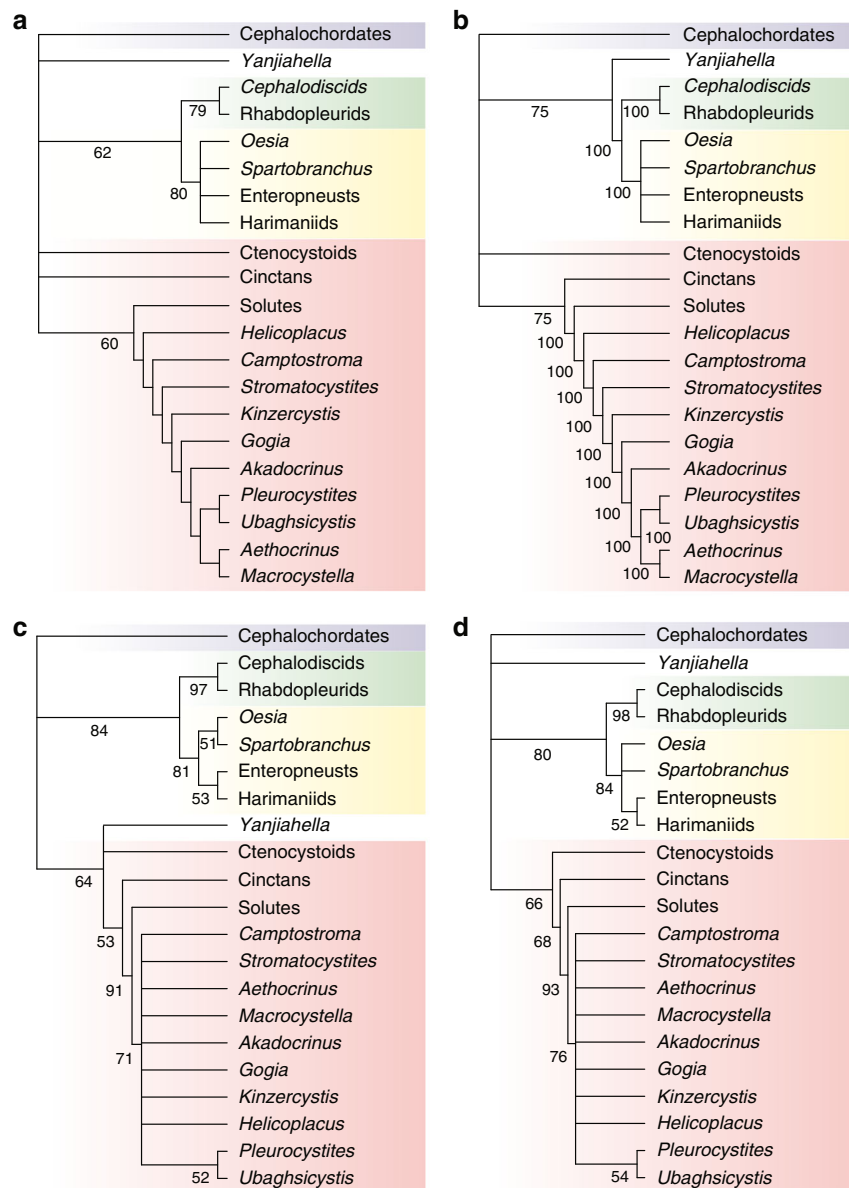 a
Cephalochordates
Yanjiahella
Cephalodiscids
79
Rhabdopleurids
Oesia
62
Spartobranchus
80
Enteropneusts
Harimaniids
Ctenocystoids
Cinctans
Solutes
60
Helicoplacus
Camptostroma
Stromatocystites
Kinzercystis
Gogia
Akadocrinus
Pleurocystites
Ubaghsicystis
Aethocrinus
Macrocystella
b
Cephalochordates
Yanjiahella
Cephalodiscids
75
100
Rhabdopleurids
Oesia
100
Spartobranchus
100
Enteropneusts
Harimaniids
Ctenocystoids
Cinctans
75
Solutes
100
Helicoplacus
100
Camptostroma
100
Stromatocystites
100
Kinzercystis
100
Gogia
100
Akadocrinus
100
Pleurocystites
100
Ubaghsicystis
100
Aethocrinus
100
Macrocystella
c
Cephalochordates
Cephalodiscids
97
Rhabdopleurids
Oesia
84
51
Spartobranchus
81
Enteropneusts
53
Harimaniids
Yanjiahella
Ctenocystoids
64
Cinctans
Solutes
53
Camptostroma
Stromatocystites
91
Aethocrinus
Macrocystella
Akadocrinus
71
Gogia
Kinzercystis
Helicoplacus
Pleurocystites
52
Ubaghsicystis
d
Cephalochordates
Yanjiahella
Cephalodiscids
98
Rhabdopleurids
Oesia
80
Spartobranchus
84
Enteropneusts
52
Harimaniids
Ctenocystoids
Cinctans
66
Solutes
68
Camptostroma
Stromatocystites
93
Aethocrinus
Macrocystella
Akadocrinus
76
Gogia
Kinzercystis
Helicoplacus
Pleurocystites
54
Ubaghsicystis